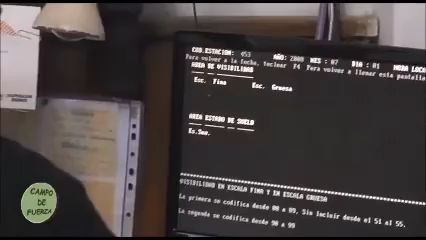 COD.ESTACION: 453 AÑO: 2000 MES : 07 DIA : 01 HORA LOCA
Para volver a la fecha, teclear F4 Para volver a llenar esta pantalla
AREA DE VISIBILIDAD
Esc. Fina Esc. Gruesa
AREA ESTADO DE SUELO
Es.Sue.
VISIBILIDAD EN ESCALA FINA Y EN ESCALA GRUESA
La primera se codifica desde 00 a 89, Sin incluir desde el 51 al 55.
La segunda se codifica desde 90 a 99
CAMPO
DE
FUERZA